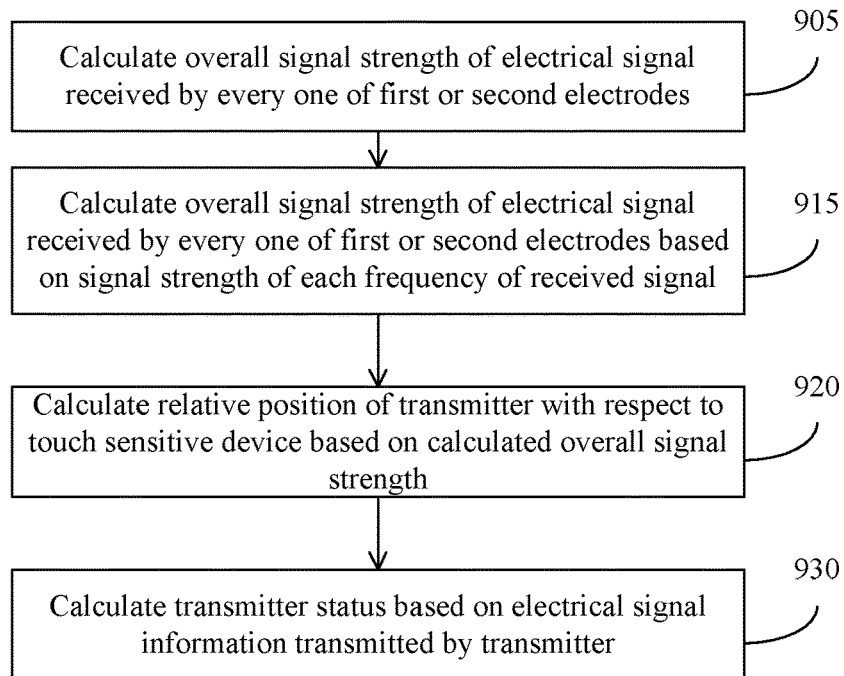 905
Calculate overall signal strength of electrical signal
received by every one of first or second electrodes
915
Calculate overall signal strength of electrical signal
received by every one of first or second electrodes based
on signal strength of each frequency of received signal
920
Calculate relative position of transmitter with respect to
touch sensitive device based on calculated overall signal
strength
930
Calculate transmitter status based on electrical signal
information transmitted by transmitter